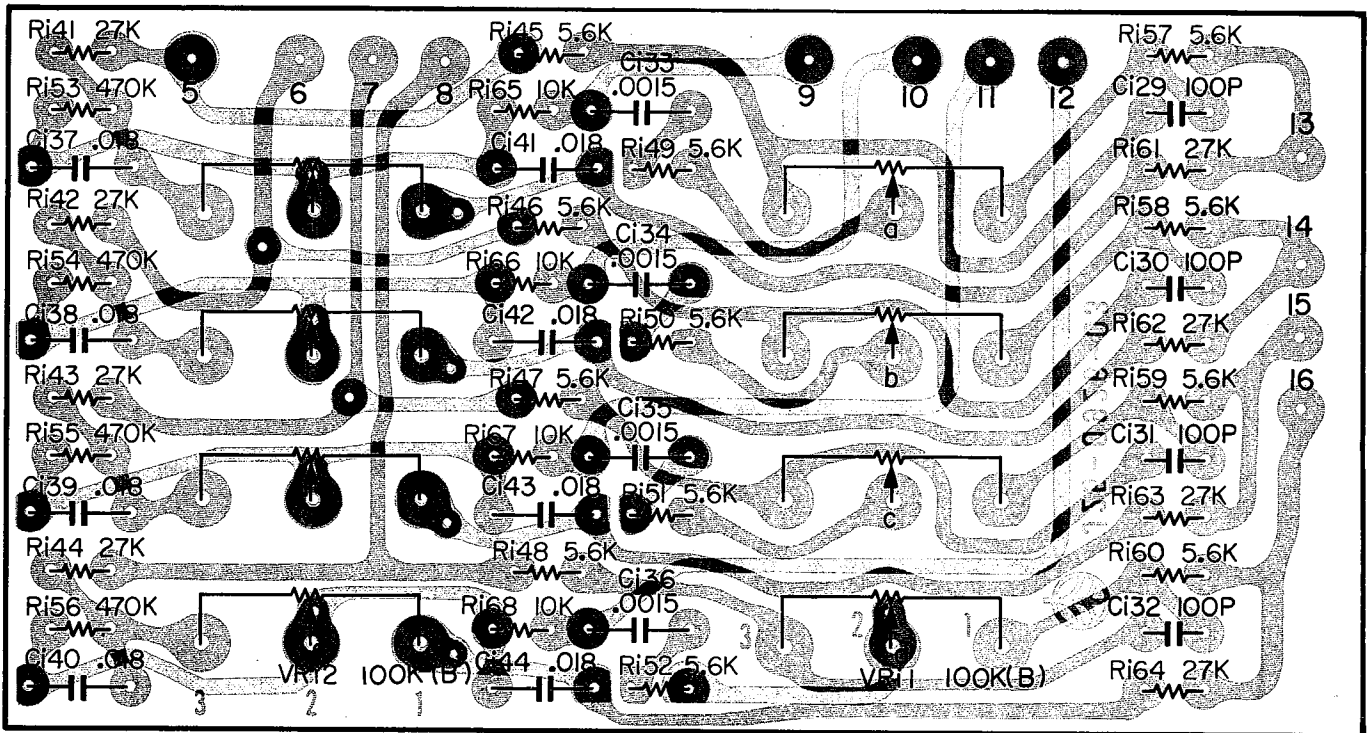 Ri41 27K Ri45 5.6K Ci33 .0015 Ri57 5.6K
5 6 7 8 9 10 11 12
Ri53 470K Ri65 10K Ci29 100P
13
Ci37 .018 Ci41 .018 Ri49 5.6K Ri61 27K
Ri42 27K Ri46 5.6K a Ri58 5.6K
14
Ci34 .0015
Ri54 470K Ri66 10K Ci30 100P
15
Ci38 .018 Ci42 .018 Ri50 5.6K Ri62 27K
b
16
Ri43 27K Ri47 5.6K Ri59 5.6K
Ci35 .0015
Ri55 470K Ri67 10K Ci31 100P
Ci39 .018 Ci43 .018 Ri51 5.6K Ri63 27K
c
Ri44 27K Ri48 5.6K Ri60 5.6K
Ci36 .0015
Ri56 470K Ri68 10K Ci32 100P
3 2 1
Ci40 .018 VRi2 100K(B) Ci44 .018 Ri52 5.6K VRi1 100K(B) Ri64 27K
3 2 1